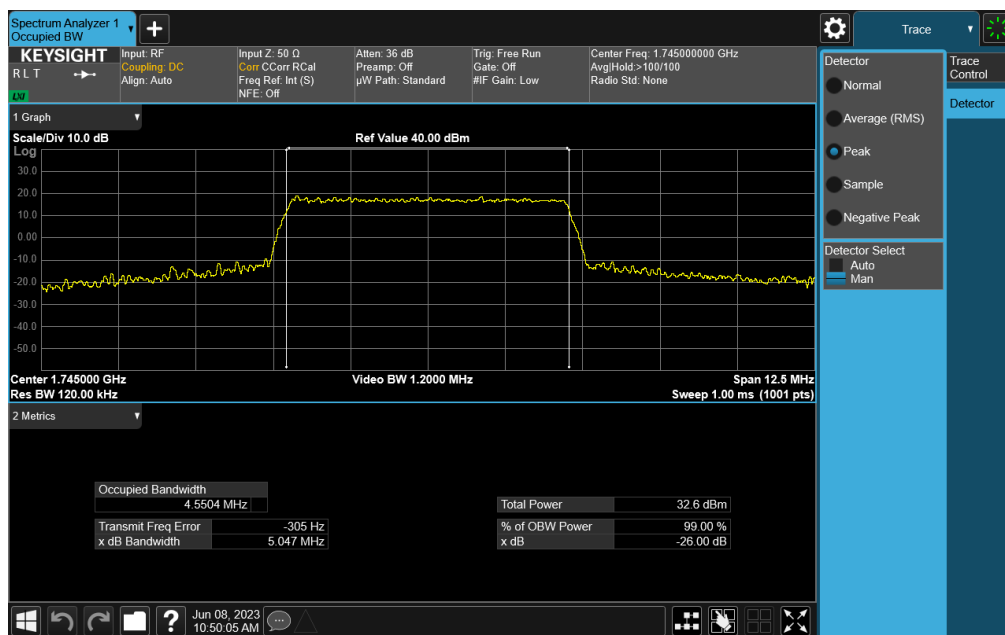 Spectrum Analyzer 1
Occupied BW
Trace
KEYSIGHT
R L T
LXI
Input: RF
Coupling: DC
Align: Auto
Input Z: 50 Ω
Corr CCorr RCal
Freq Ref: Int (S)
NFE: Off
Atten: 36 dB
Preamp: Off
µW Path: Standard
Trig: Free Run
Gate: Off
#IF Gain: Low
Center Freq: 1.745000000 GHz
Avg|Hold:>100/100
Radio Std: None
1 Graph
Scale/Div 10.0 dB
Ref Value 40.00 dBm
Log
30.0
20.0
10.0
0.00
-10.0
-20.0
-30.0
-40.0
-50.0
Center 1.745000 GHz
Video BW 1.2000 MHz
Span 12.5 MHz
Res BW 120.00 kHz
Sweep 1.00 ms (1001 pts)
2 Metrics
Occupied Bandwidth
4.5504 MHz
Transmit Freq Error -305 Hz
x dB Bandwidth 5.047 MHz
Total Power 32.6 dBm
% of OBW Power 99.00 %
x dB -26.00 dB
Detector
Normal
Average (RMS)
Peak
Sample
Negative Peak
Detector Select
Auto
Man
Trace
Control
Detector
?
Jun 08, 2023
10:50:05 AM